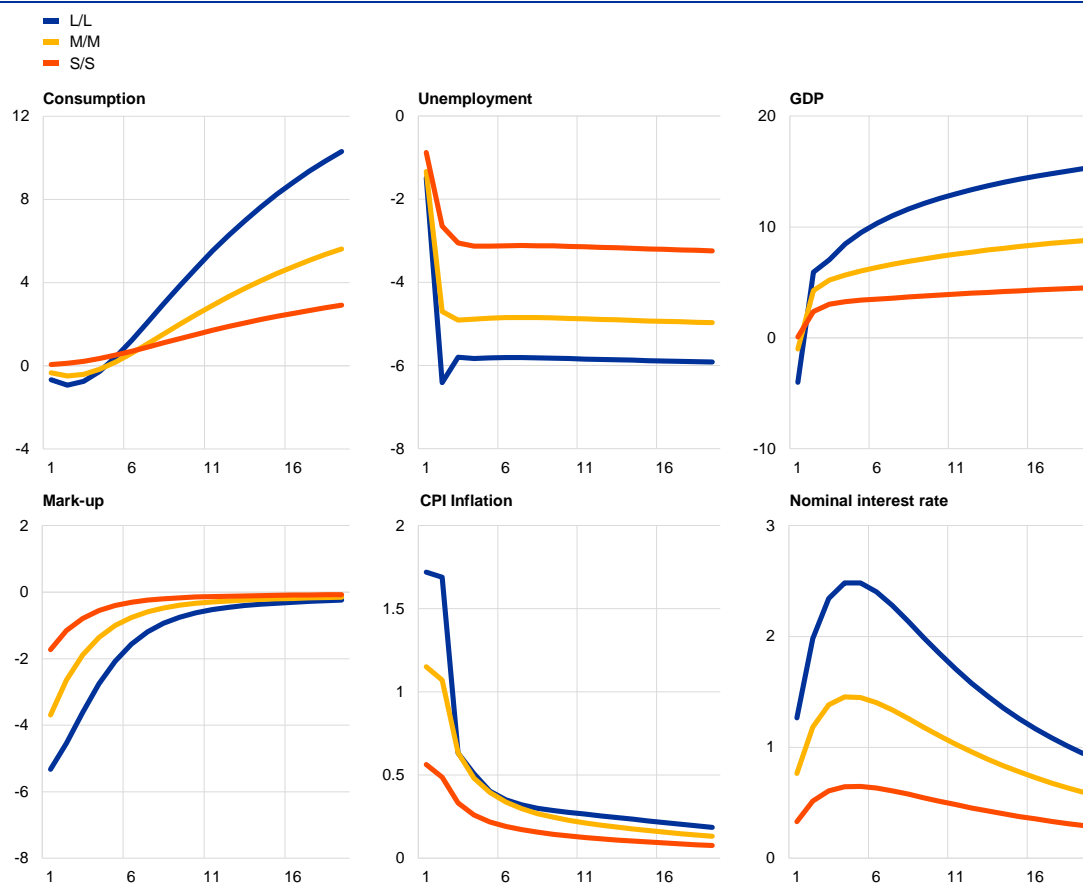 L/L
M/M
S/S
Consumption
Unemployment
GDP
12
8
4
0
-4
1 6 11 16
0
-2
-4
-6
-8
1 6 11 16
20
10
0
-10
1 6 11 16
Mark-up
CPI Inflation
Nominal interest rate
2
0
-2
-4
-6
-8
1 6 11 16
2
1.5
1
0.5
0
1 6 11 16
3
2
1
0
1 6 11 16